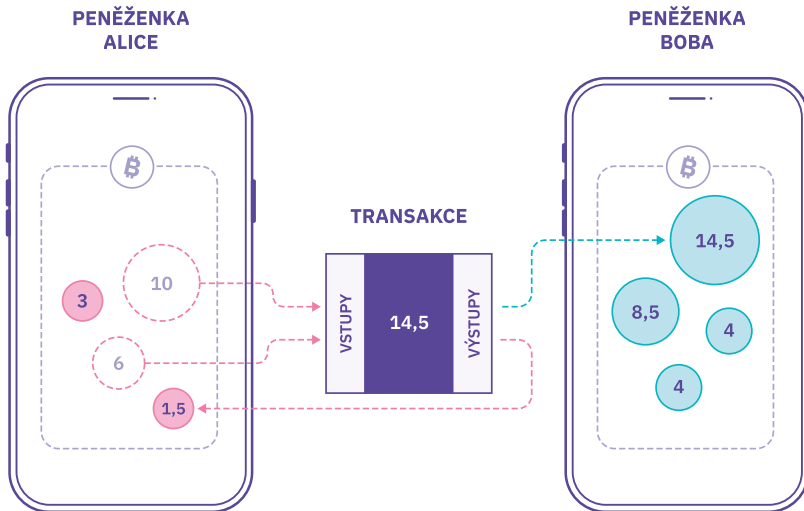 PENĚŽENKA
ALICE
PENĚŽENKA
BOBA
TRANSAKCE
10
3
6
1,5
VSTUPY
14,5
VÝSTUPY
14,5
8,5
4
4